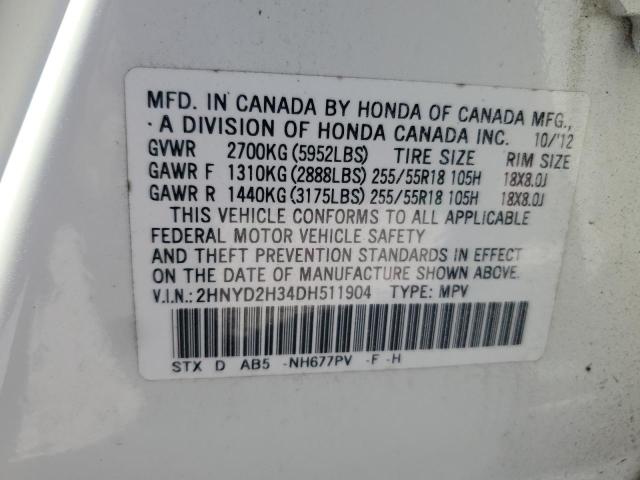 MFD. IN CANADA BY HONDA OF CANADA MFG.,
A DIVISION OF HONDA CANADA INC. 10/12
GVWR 2700KG (5952LBS) TIRE SIZE RIM SIZE
GAWR F 1310KG (2888LBS) 255/55R18 105H 18X8.0J
GAWR R 1440KG (3175LBS) 255/55R18 105H 18X8.0J
THIS VEHICLE CONFORMS TO ALL APPLICABLE
FEDERAL MOTOR VEHICLE SAFETY
AND THEFT PREVENTION STANDARDS IN EFFECT
ON THE DATE OF MANUFACTURE SHOWN ABOVE.
V.I.N.: 2HNYD2H34DH511904 TYPE: MPV
STX D AB5 -NH677PV -F -H